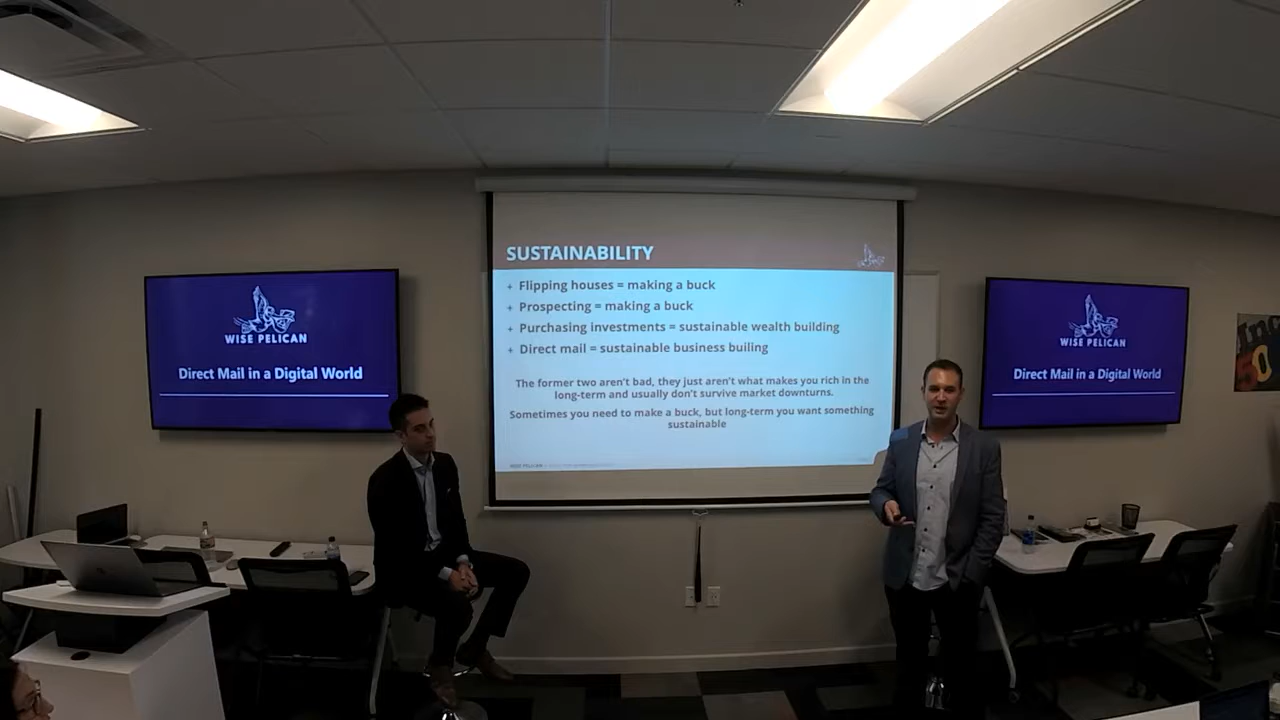 WISE PELICAN
Direct Mail in a Digital World
SUSTAINABILITY
+ Flipping houses = making a buck
+ Prospecting = making a buck
+ Purchasing investments = sustainable wealth building
+ Direct mail = sustainable business builing
The former two aren't bad, they just aren't what makes you rich in the
long-term and usually don't survive market downturns.
Sometimes you need to make a buck, but long-term you want something
sustainable
WISE PELICAN
WISE PELICAN
Direct Mail in a Digital World